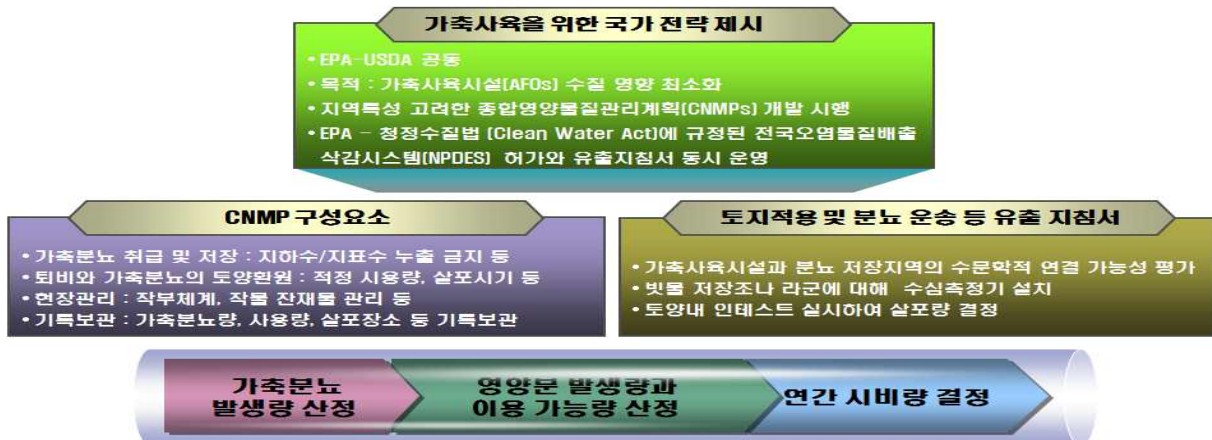 가축사육을 위한 국가 전략 제시
• EPA-USDA 공동
• 목적 : 가축사육시설(AFOs) 수질 영향 최소화
• 지역특성 고려한 종합영양물질관리계획(CNMPs) 개발 시행
• EPA - 청정수질법 (Clean Water Act)에 규정된 전국오염물질배출
삭감시스템(NPDES) 허가와 유출지침서 동시 운영
CNMP 구성요소
• 가축분뇨 취급 및 저장 : 지하수/지표수 누출 금지 등
• 퇴비와 가축분뇨의 토양환원 : 적정 시용량, 살포시기 등
• 현장관리 : 작부체계, 작물 잔재물 관리 등
• 기록보관 : 가축분뇨량, 사용량, 살포장소 등 기록보관
토지적용 및 분뇨 운송 등 유출 지침서
• 가축사육시설과 분뇨 저장지역의 수문학적 연결 가능성 평가
• 빗물 저장조나 라군에 대해 수심측정기 설치
• 토양내 인테스트 실시하여 살포량 결정
가축분뇨
발생량 산정
영양분 발생량과
이용 가능량 산정
연간 시비량 결정